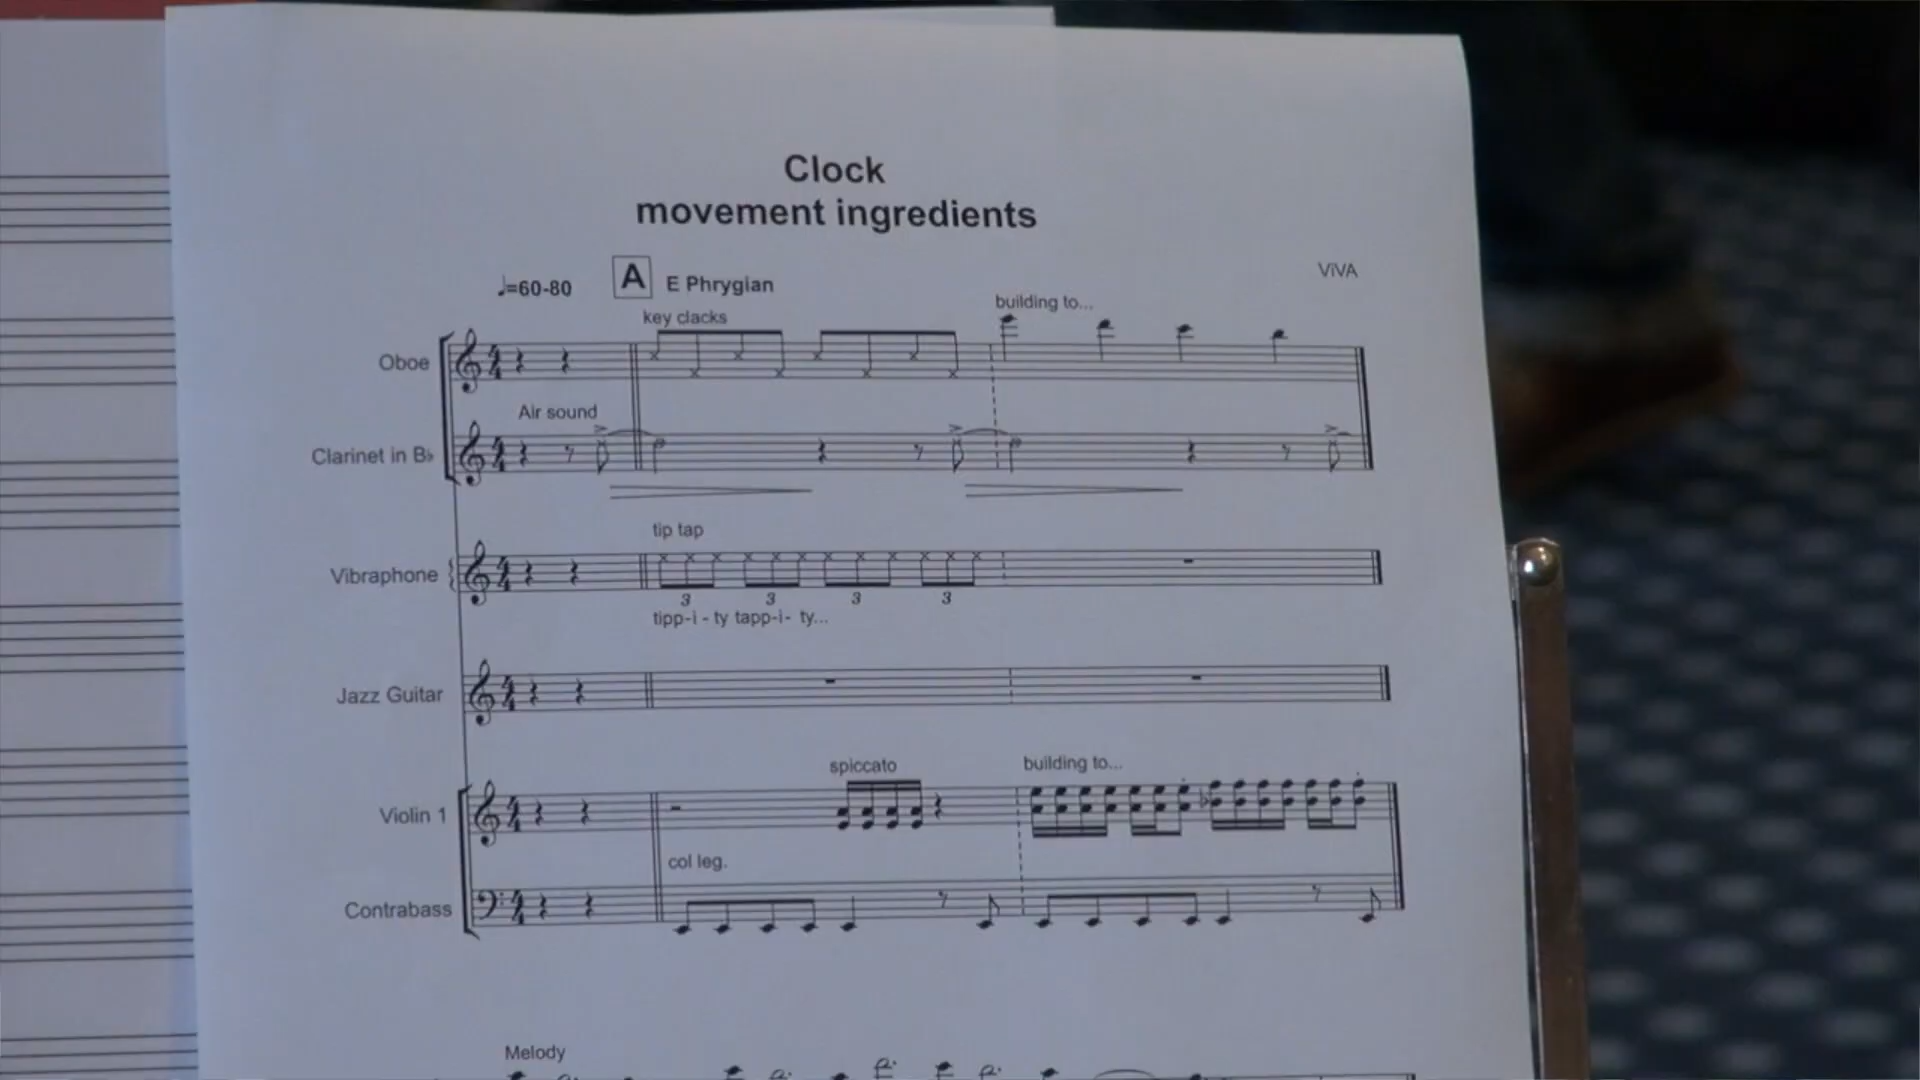 Clock
movement ingredients
ViVA
♩=60-80 A E Phrygian
key clacks building to...
Oboe
Air sound
Clarinet in B♭
tip tap
Vibraphone
3 3 3 3
tipp-i - ty tapp-i- ty...
Jazz Guitar
spiccato building to...
Violin 1
col leg.
Contrabass
Melody